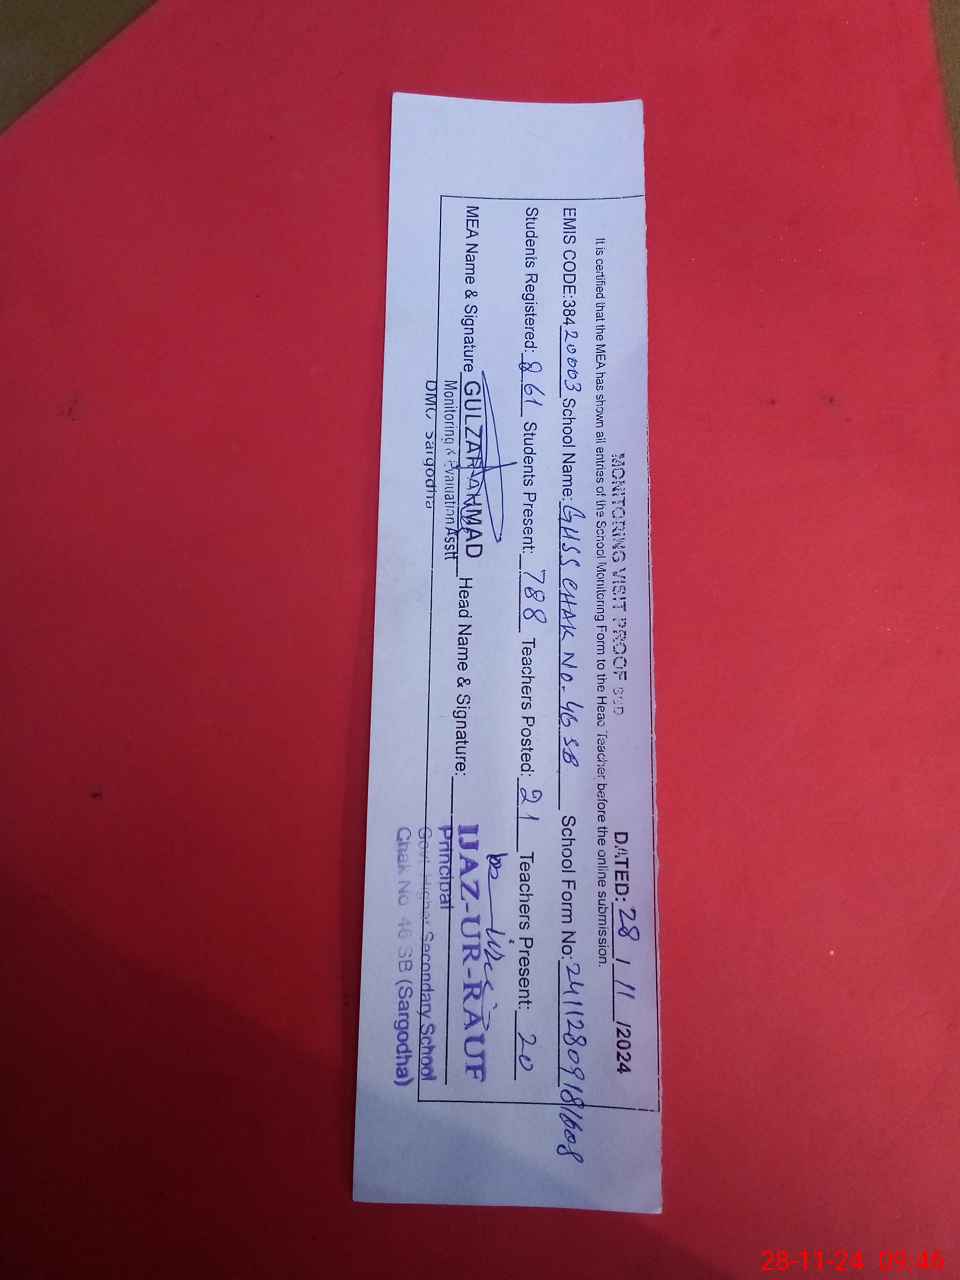 MONITORING VISIT PROOF DATED: 28 / 11 /2024
It is certified that the MEA has shown all entries of the School Monitoring Form to the Head Teacher before the online submission.
EMIS CODE:38420003 School Name: GHSS CHAK No. 46 SB School Form No: 24112809181608
Students Registered: 861 Students Present: 788 Teachers Posted: 21 Teachers Present: 20
MEA Name & Signature GULZAR AHMAD Head Name & Signature: IJAZ-UR-RAUF
Monitoring & Evaluation Asstt Principal
DMO Sargodha Govt. Higher Secondary School
Chak No 46 SB (Sargodha)
28-11-24 09:46